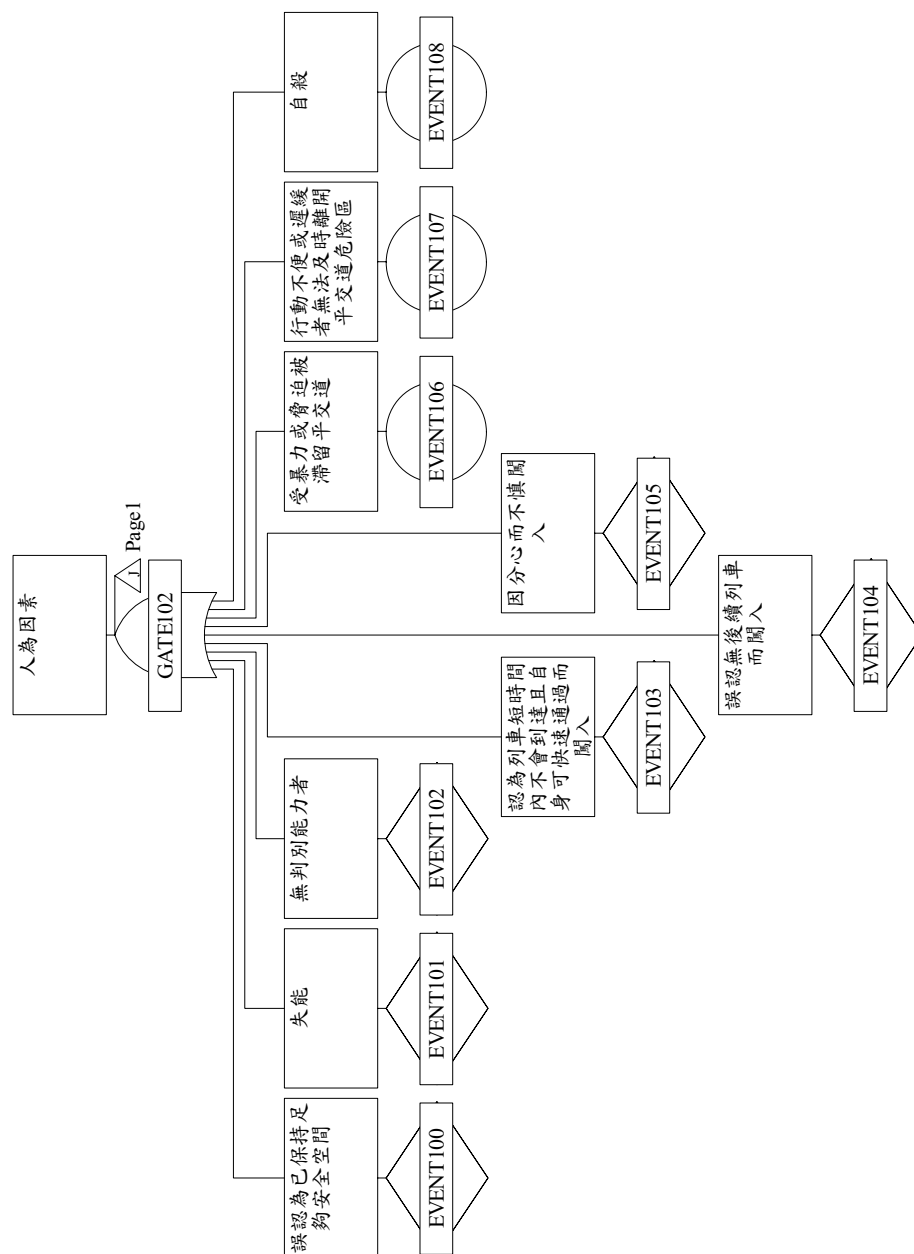 人為因素
J
Page1
GATE102
誤認為已保持足
夠安全空間
EVENT100
失能
EVENT101
無判別能力者
EVENT102
認為列車短時間
內不會到達且自
身可快速通過而
闖入
EVENT103
誤認無後續列車
而闖入
EVENT104
因分心而不慎闖
入
EVENT105
受暴力或脅迫被
滯留平交道
EVENT106
行動不便或遲緩
者無法及時離開
平交道危險區
EVENT107
自殺
EVENT108